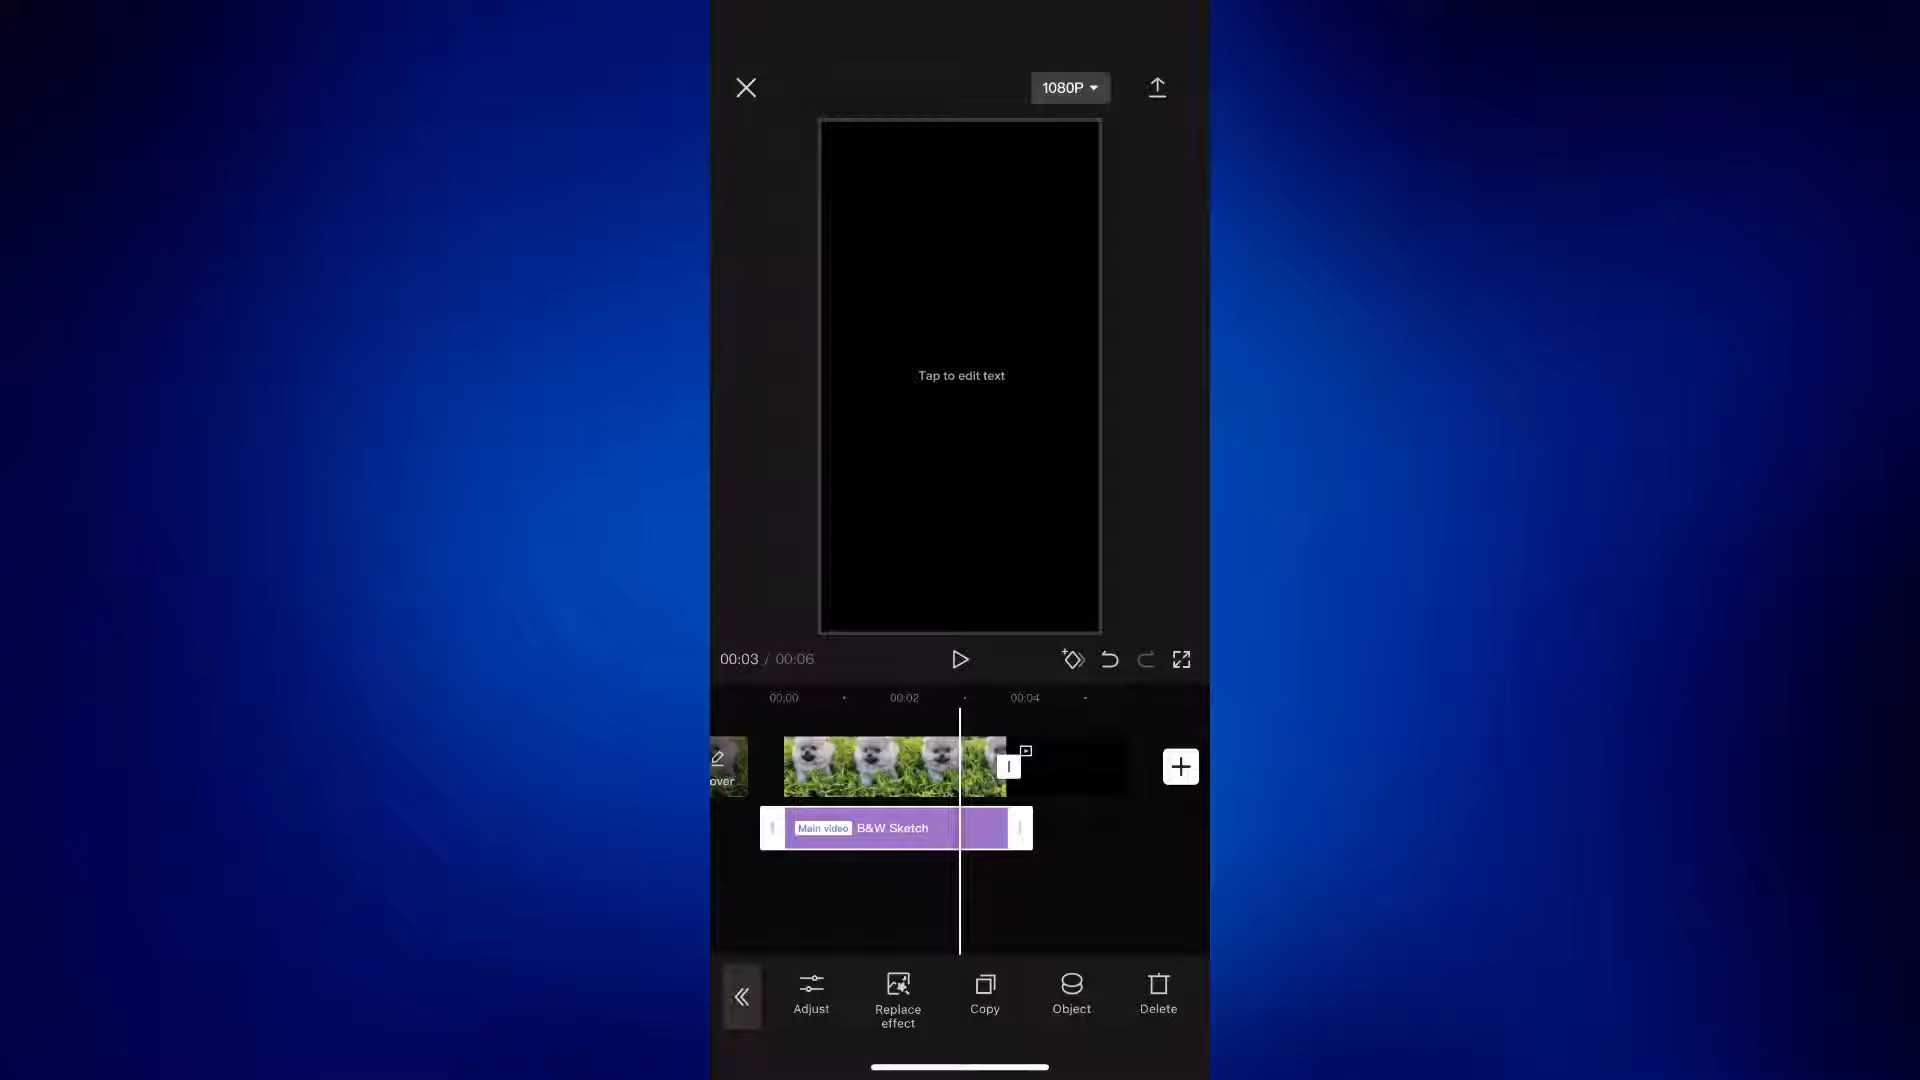 1080P
Tap to edit text
00:03 / 00:06
00:00 00:02 00:04
over
Main video B&W Sketch
Adjust
Replace effect
Copy
Object
Delete